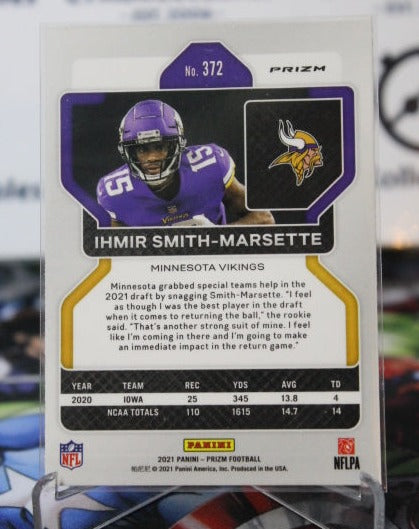 No. 372
PRIZM
15
15
VIKINGS
IHMIR SMITH-MARSETTE
MINNESOTA VIKINGS
Minnesota grabbed special teams help in the
2021 draft by snagging Smith-Marsette. "I feel
as though I was the best player in the draft
when it comes to returning the ball," the rookie
said. "That's another strong suit of mine. I feel
like I'm coming in there and I'm going to make
an immediate impact in the return game."
YEAR TEAM REC YDS AVG TD
2020 IOWA 25 345 13.8 4
NCAA TOTALS 110 1615 14.7 14
NFL
PANINI
NFLPA
2021 PANINI - PRIZM FOOTBALL
© 2021 Panini America, Inc. Produced in the USA.